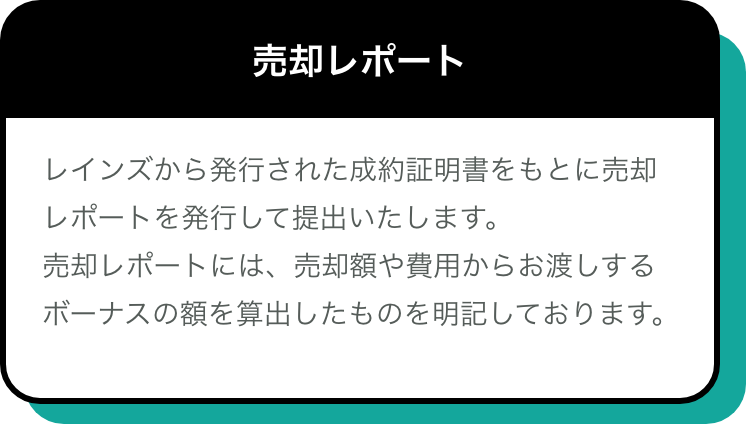 売却レポート
レインズから発行された成約証明書をもとに売却
レポートを発行して提出いたします。
売却レポートには、売却額や費用からお渡しする
ボーナスの額を算出したものを明記しております。